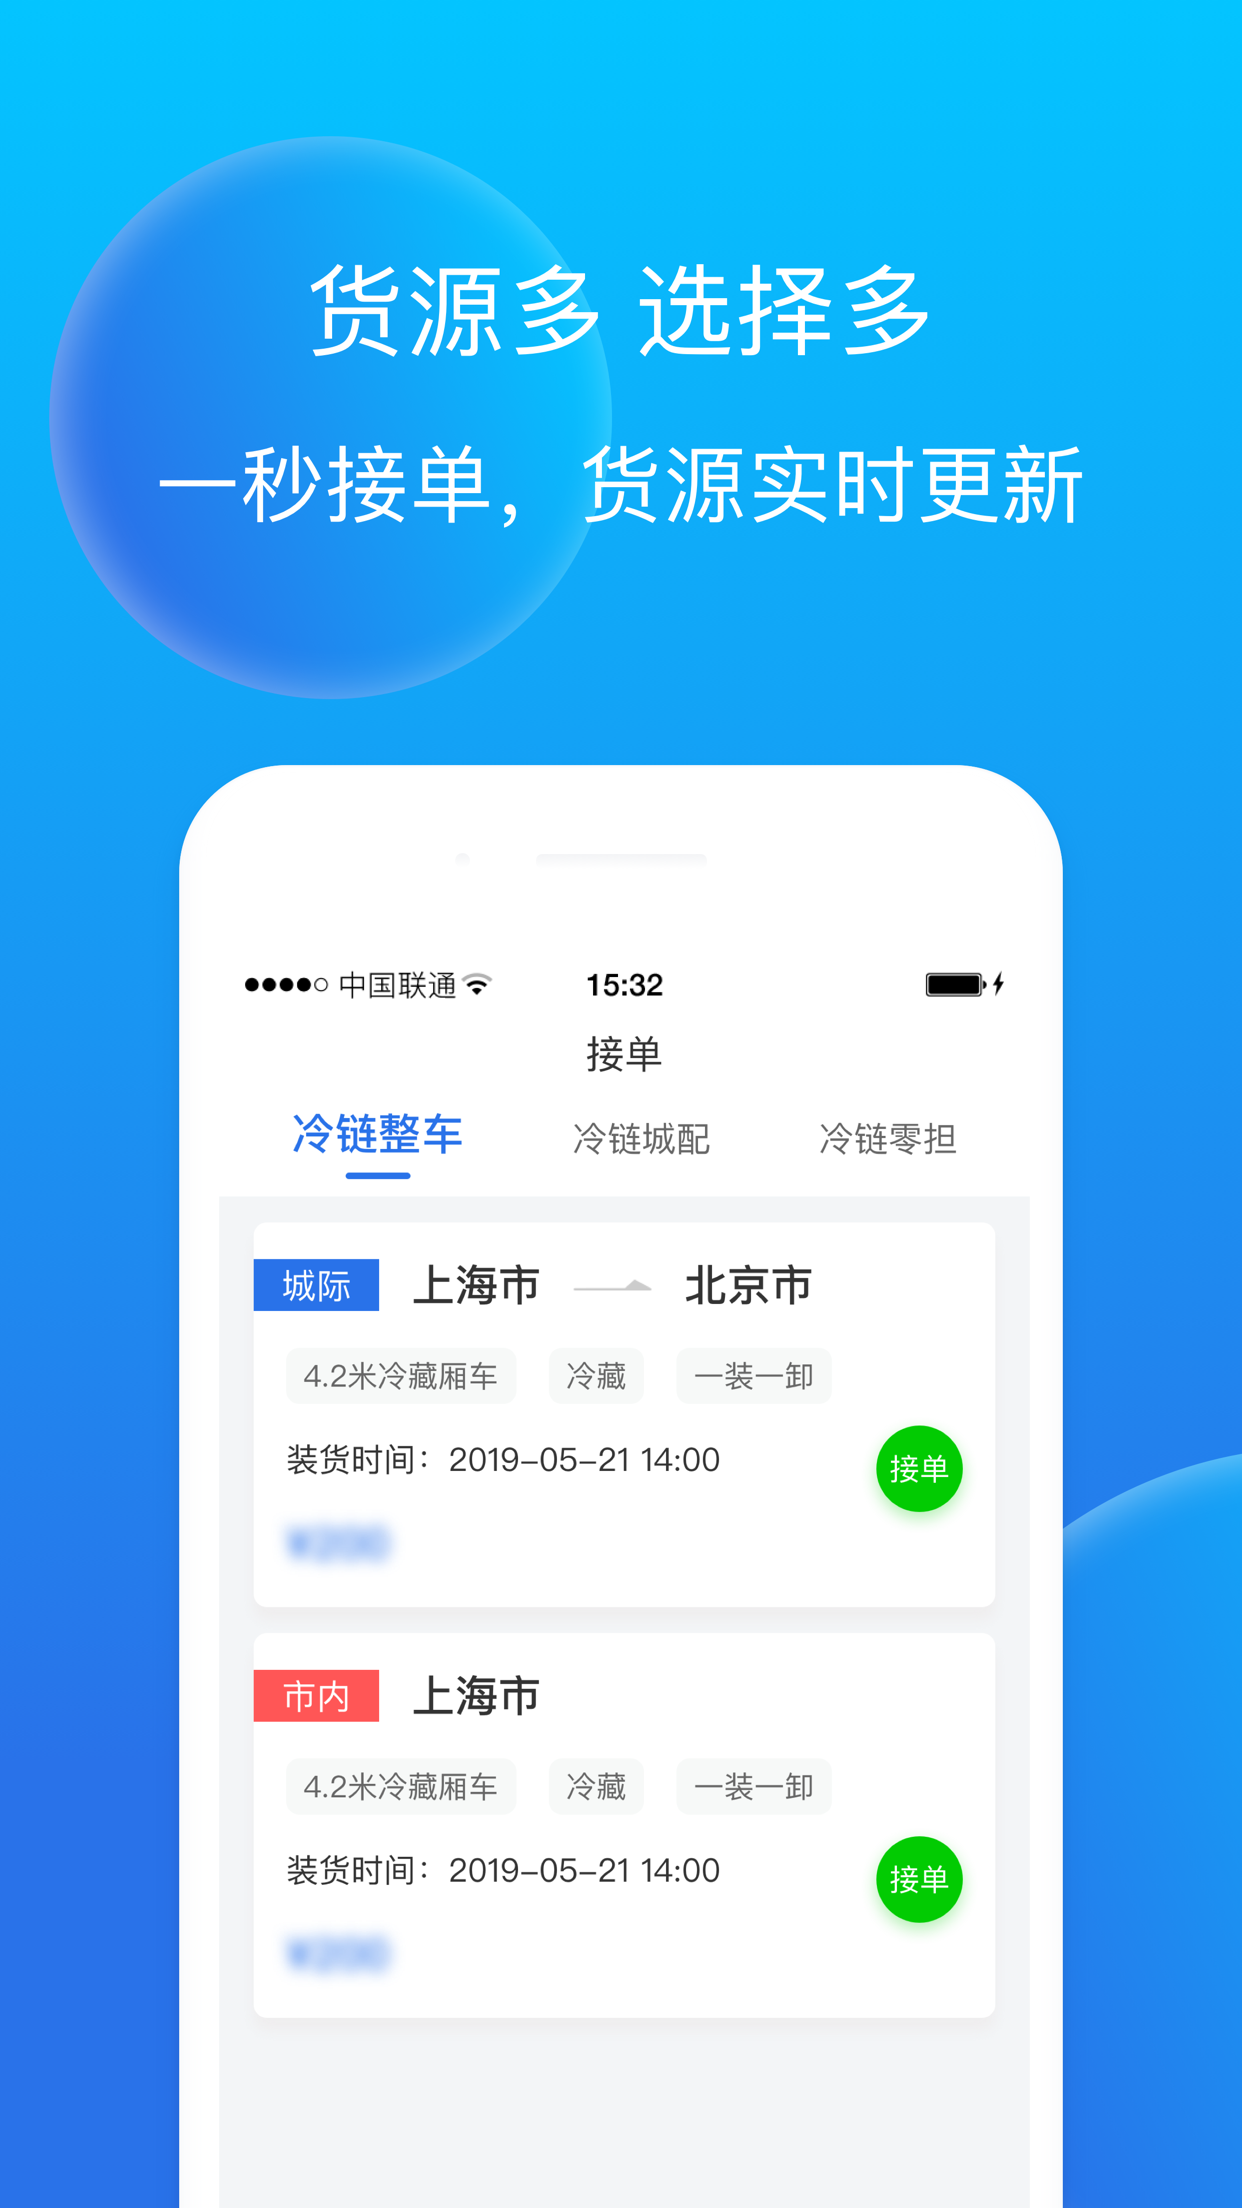 货源多 选择多
一秒接单，货源实时更新
中国联通 15:32
接单
冷链整车 冷链城配 冷链零担
城际 上海市 北京市
4.2米冷藏厢车 冷藏 一装一卸
装货时间：2019-05-21 14:00
接单
市内 上海市
4.2米冷藏厢车 冷藏 一装一卸
装货时间：2019-05-21 14:00
接单